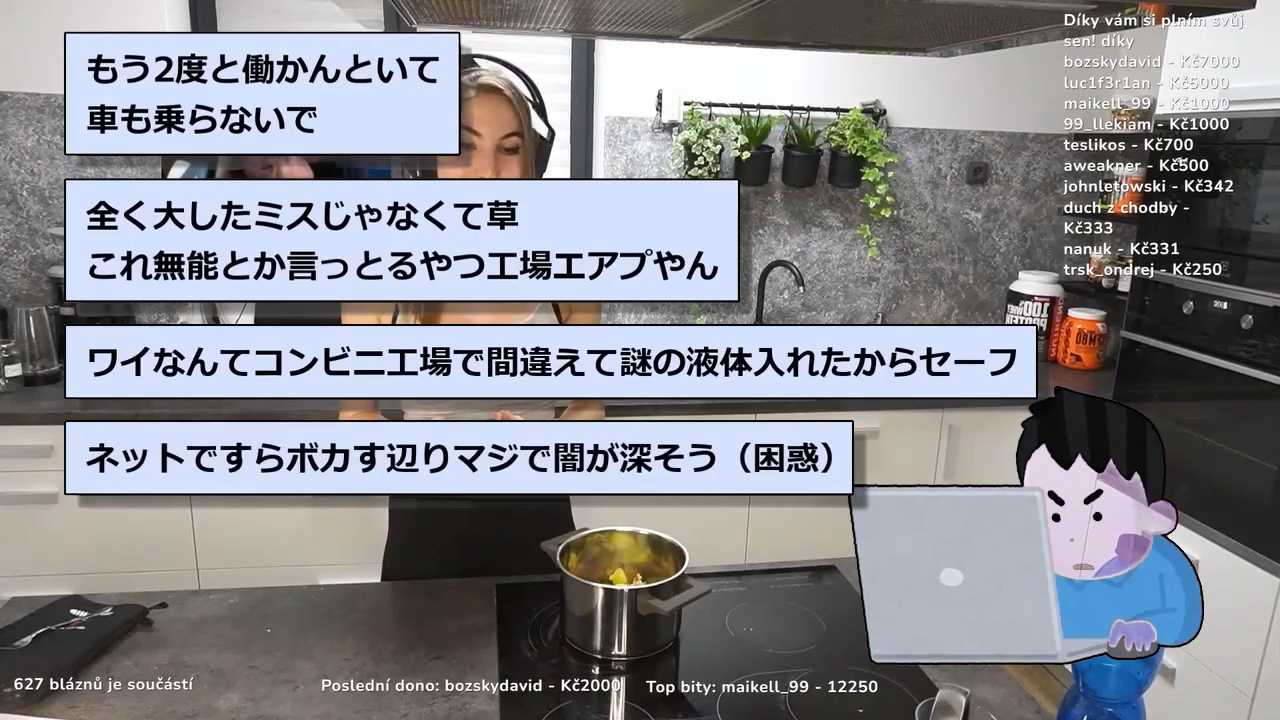 もう2度と働かんといて
車も乗らないで
全く大したミスじゃなくて草
これ無能とか言っとるやつ工場エアプやん
ワイなんてコンビニ工場で間違えて謎の液体入れたからセーフ
ネットですらボカす辺りマジで闇が深そう（困惑）
Díky vám si plním svůj
sen! díky
bozskydavid - Kč7000
luc1f3r1an - Kč5000
maikell_99 - Kč1000
99_llekiam - Kč1000
teslikos - Kč700
aweakner - Kč500
johnletowski - Kč342
duch z chodby -
Kč333
nanuk - Kč331
trsk_ondrej - Kč250
627 bláznů je součástí
Poslední dono: bozskydavid - Kč2000
Top bity: maikell_99 - 12250